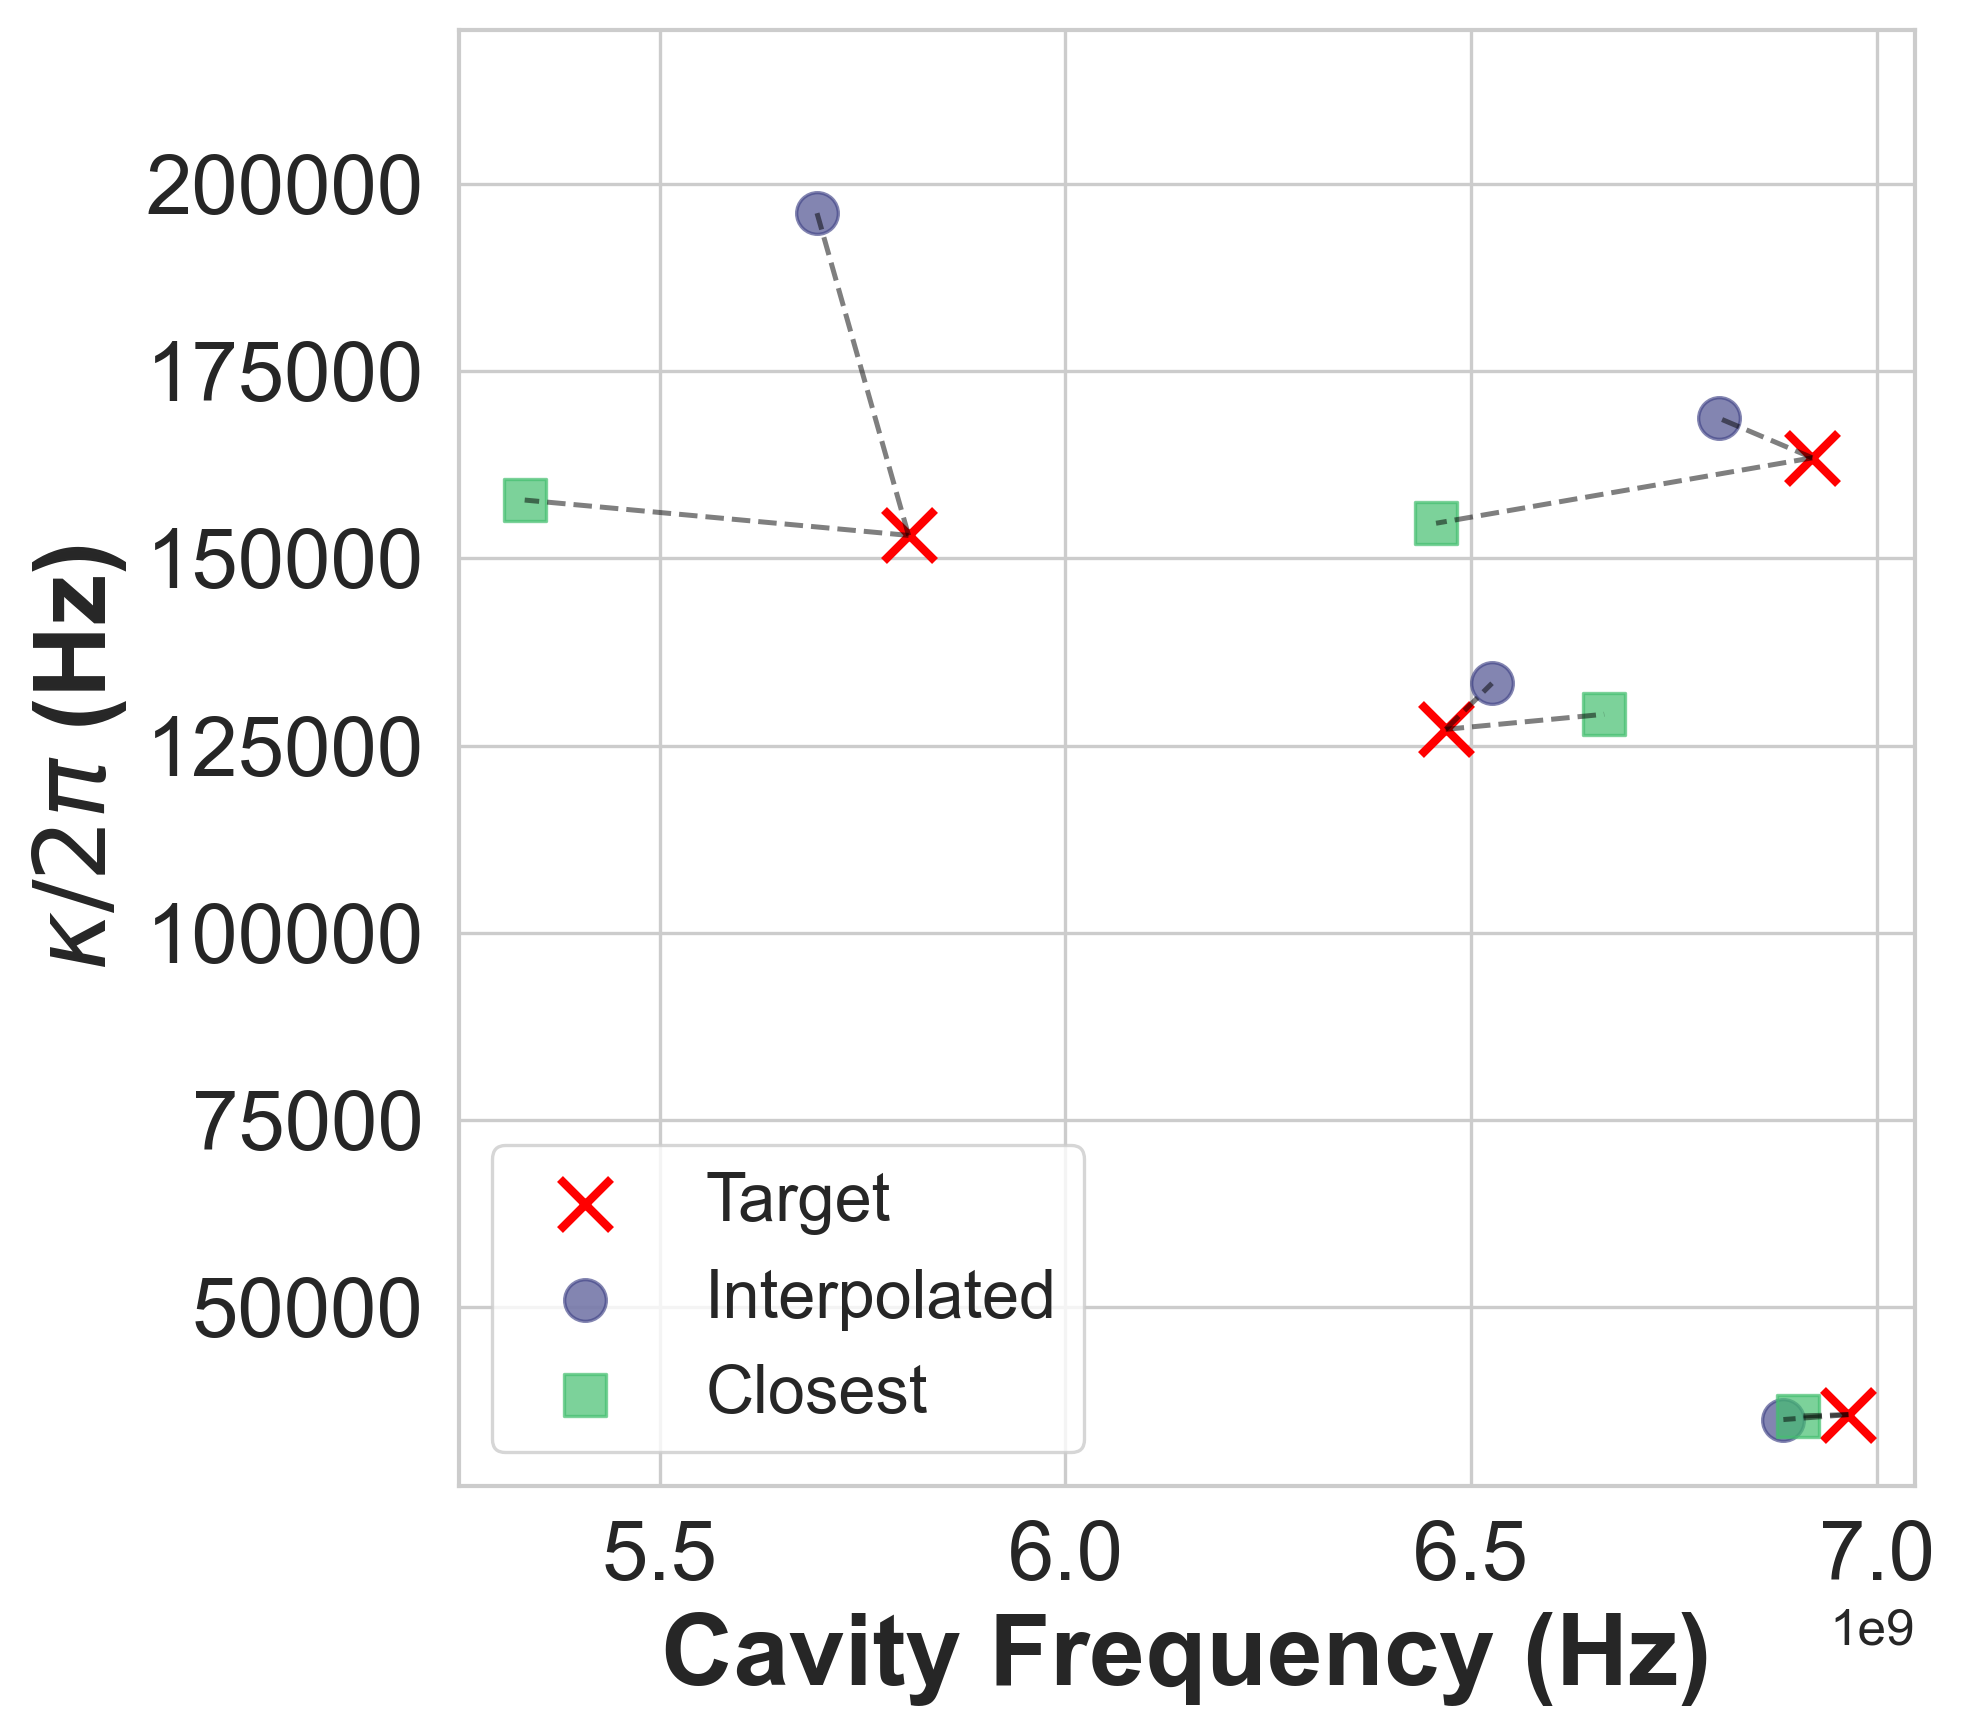 200000
175000
150000
125000
100000
75000
50000
κ/2π (Hz)
Target
Interpolated
Closest
5.5 6.0 6.5 7.0
1e9
Cavity Frequency (Hz)